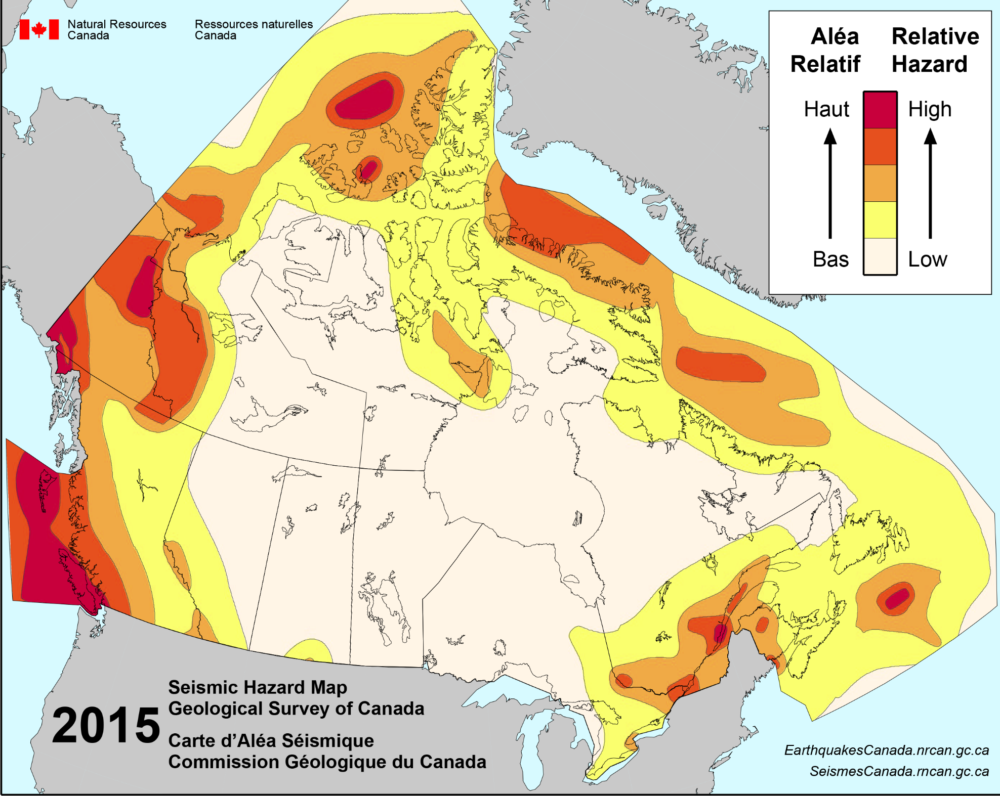 Natural Resources
Canada
Ressources naturelles
Canada
Aléa
Relatif
Relative
Hazard
Haut
High
Bas
Low
2015
Seismic Hazard Map
Geological Survey of Canada
Carte d’Aléa Séismique
Commission Géologique du Canada
EarthquakesCanada.nrcan.gc.ca
SeismesCanada.rncan.gc.ca